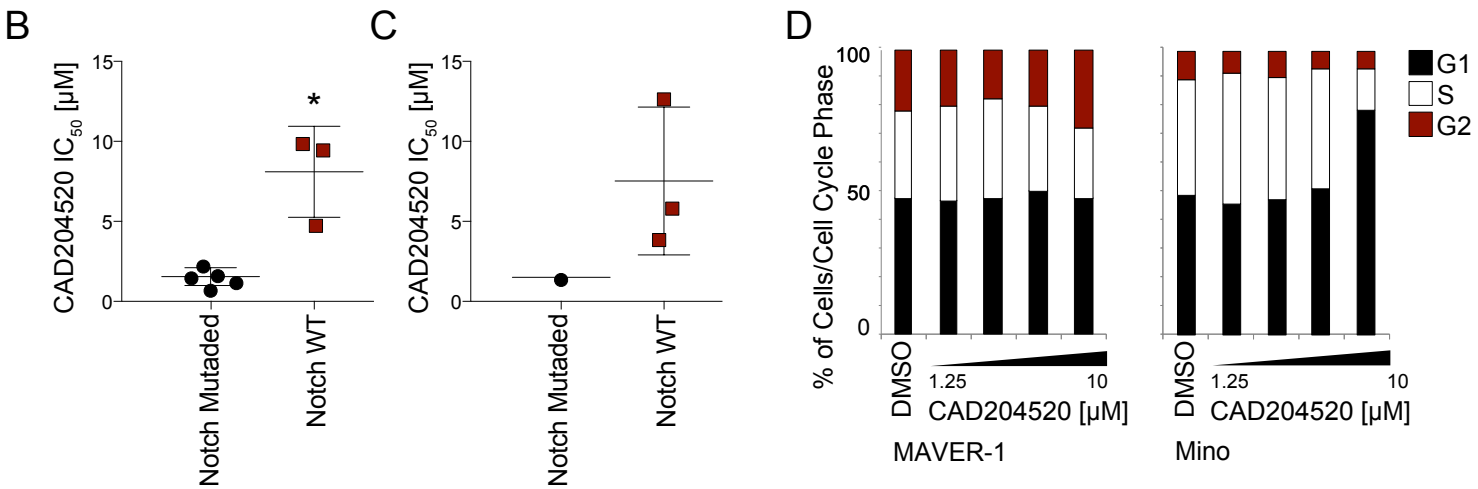 B
CAD204520 IC50 [µM]
15
10
5
0
*
Notch Mutaded
Notch WT
C
CAD204520 IC50 [µM]
15
10
5
0
Notch Mutaded
Notch WT
D
% of Cells/Cell Cycle Phase
100
50
0
DMSO
1.25
10
CAD204520 [µM]
MAVER-1
DMSO
1.25
10
CAD204520 [µM]
Mino
G1
S
G2